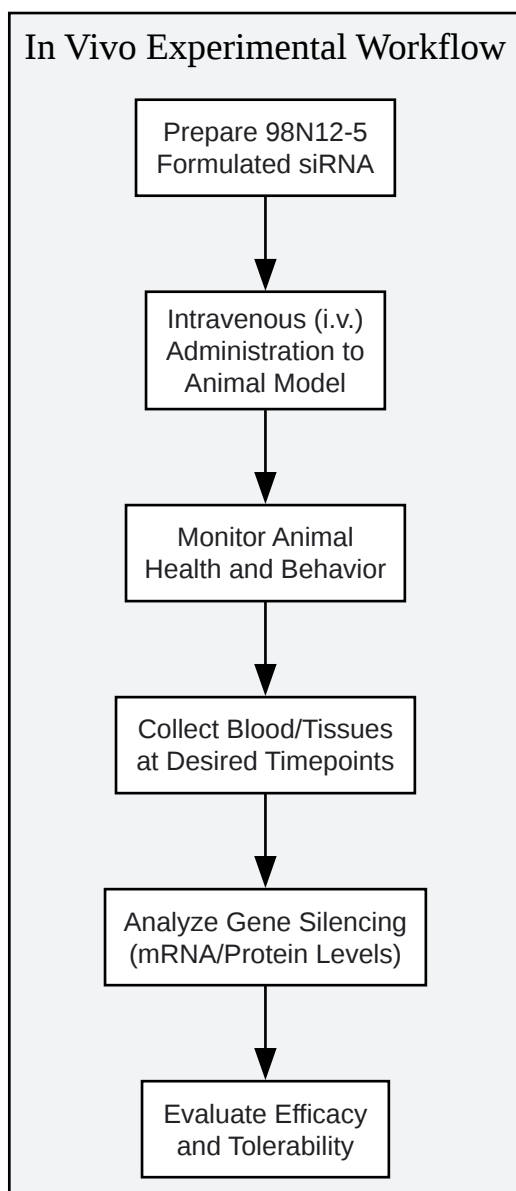 In Vivo Experimental Workflow
Prepare 98N12-5
Formulated siRNA
Intravenous (i.v.)
Administration to
Animal Model
Monitor Animal
Health and Behavior
Collect Blood/Tissues
at Desired Timepoints
Analyze Gene Silencing
(mRNA/Protein Levels)
Evaluate Efficacy
and Tolerability